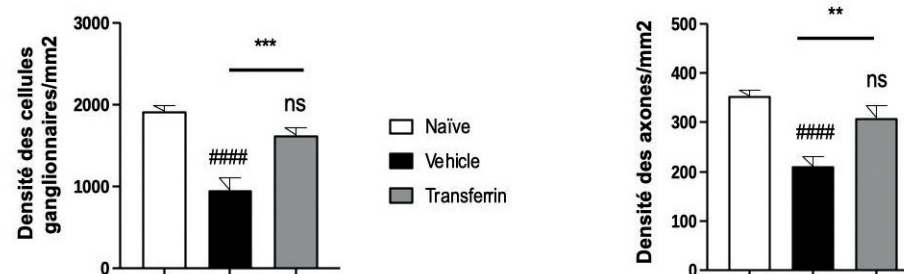 Densité des cellules
ganglionnaires/mm2
3000
2000
1000
0
***
####
ns
Naïve
Vehicle
Transferrin
Densité des axones/mm2
500
400
300
200
100
0
**
####
ns